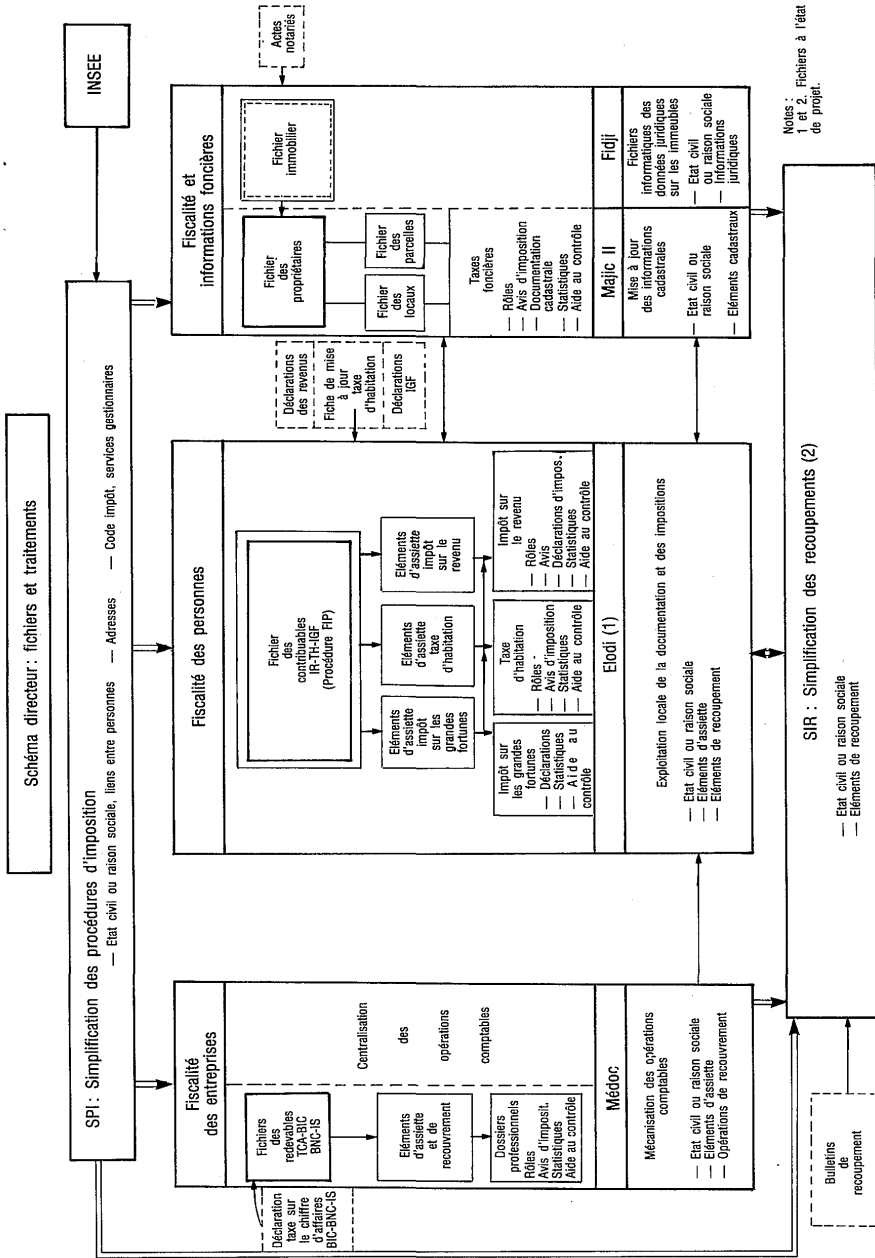 Schéma directeur : fichiers et traitements
INSEE
SPI : Simplification des procédures d'imposition
— Etat civil ou raison sociale, liens entre personnes — Adresses — Code impôt, services gestionnaires
Fiscalité
des entreprises
Déclaration
taxe sur
le chiffre
d'affaires
BIC-BNC-IS
Fichiers
des
redevables
TCA-BIC
BNC-IS
Eléments
d'assiette
et de
recouvrement
Dossiers
professionnels
Rôles
Avis d'imposit.
Statistiques
Aide au contrôle
Centralisation
des
opérations
comptables
Médoc
Mécanisation des opérations
comptables
— Etat civil ou raison sociale
— Eléments d'assiette
— Opérations de recouvrement
Fiscalité des personnes
Fichier
des
contribuables
IR-TH-IGF
(Procédure FIP)
Eléments
d'assiette
impôt
sur les
grandes
fortunes
Eléments
d'assiette
taxe
d'habitation
Eléments
d'assiette
impôt
sur le
revenu
Impôt sur
les grandes
fortunes
— Déclarations
— Statistiques
— Aide au
contrôle
Taxe
d'habitation
— Rôles -
— Avis d'imposition
— Statistiques
— Aide au contrôle
Impôt sur
le revenu
— Rôles
— Avis
— Déclarations d'impos.
— Statistiques
— Aide au contrôle
Elodi (1)
Exploitation locale de la documentation et des impositions
— Etat civil ou raison sociale
— Eléments d'assiette
— Eléments de recoupement
Déclarations
des revenus
Fiche de mise
à jour
taxe
d'habitation
Déclarations
IGF
Fiscalité et
informations foncières
Actes
notariés
Fichier
immobilier
Fichier
des
propriétaires
Fichier
des
locaux
Fichier
des
parcelles
Taxes
foncières
— Rôles
— Avis d'imposition
— Documentation
cadastrale
— Statistiques
— Aide au contrôle
Majic II
Mise à jour
des informations
cadastrales
— Etat civil ou
raison sociale
— Eléments cadastraux
Fidji
Fichiers
informatiques des
données juridiques
sur les immeubles
— Etat civil
ou raison sociale
— Informations
juridiques
Bulletins
de
recoupement
SIR : Simplification des recoupements (2)
— Etat civil ou raison sociale
— Eléments de recoupement
Notes :
1 et 2. Fichiers à l'état
de projet.